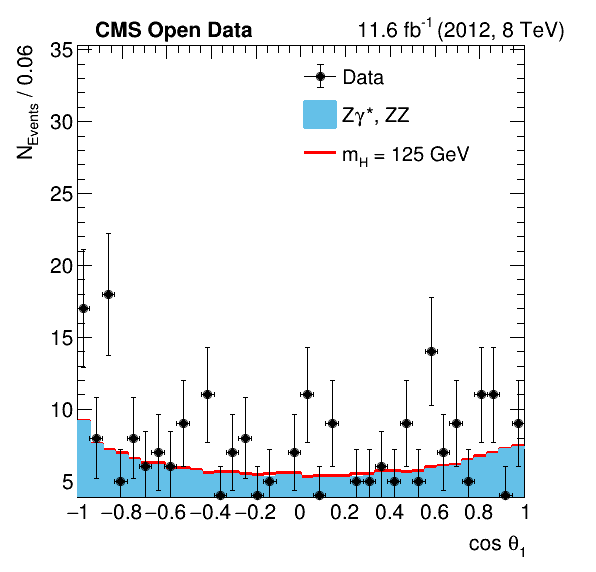 CMS Open Data 11.6 fb⁻¹ (2012, 8 TeV)
N_Events / 0.06
35
30
25
20
15
10
5
Data
Zγ*, ZZ
m_H = 125 GeV
−1 −0.8 −0.6 −0.4 −0.2 0 0.2 0.4 0.6 0.8 1
cos θ₁